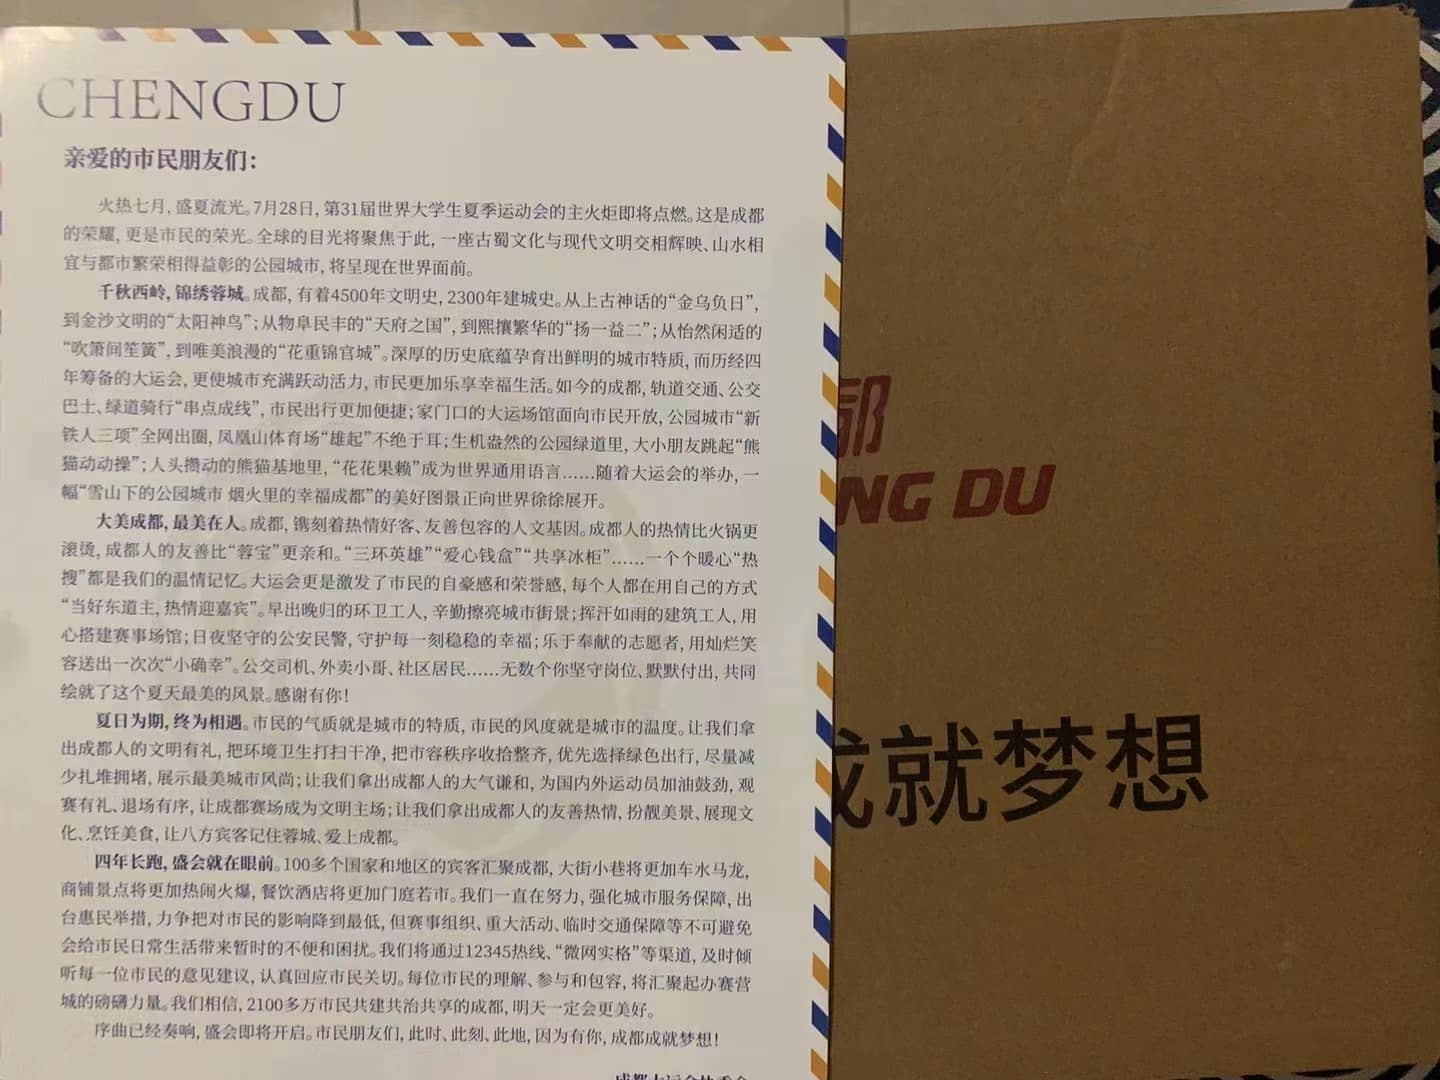 CHENGDU
亲爱的市民朋友们：
火热七月，盛夏流光。7月28日，第31届世界大学生夏季运动会的主火炬即将点燃。这是成都
的荣耀，更是市民的荣光。全球的目光将聚焦于此，一座古蜀文化与现代文明交相辉映、山水相
宜与都市繁荣相得益彰的公园城市，将呈现在世界面前。
千秋西岭，锦绣蓉城。成都，有着4500年文明史，2300年建城史。从上古神话的“金乌负日”，
到金沙文明的“太阳神鸟”；从物阜民丰的“天府之国”，到熙攘繁华的“扬一益二”；从怡然闲适的
“吹箫间笙簧”，到唯美浪漫的“花重锦官城”。深厚的历史底蕴孕育出鲜明的城市特质，而历经四
年筹备的大运会，更使城市充满跃动活力，市民更加乐享幸福生活。如今的成都，轨道交通、公交
巴士、绿道骑行“串点成线”，市民出行更加便捷；家门口的大运场馆面向市民开放，公园城市“新
铁人三项”全网出圈，凤凰山体育场“雄起”不绝于耳；生机盎然的公园绿道里，大小朋友跳起“熊
猫动动操”；人头攒动的熊猫基地里，“花花果赖”成为世界通用语言……随着大运会的举办，一
幅“雪山下的公园城市 烟火里的幸福成都”的美好图景正向世界徐徐展开。
大美成都，最美在人。成都，镌刻着热情好客、友善包容的人文基因。成都人的热情比火锅更
滚烫，成都人的友善比“蓉宝”更亲和。“三环英雄”“爱心钱盒”“共享冰柜”……一个个暖心“热
搜”都是我们的温情记忆。大运会更是激发了市民的自豪感和荣誉感，每个人都在用自己的方式
“当好东道主，热情迎嘉宾”。早出晚归的环卫工人，辛勤擦亮城市街景；挥汗如雨的建筑工人，用
心搭建赛事场馆；日夜坚守的公安民警，守护每一刻稳稳的幸福；乐于奉献的志愿者，用灿烂笑
容送出一次次“小确幸”。公交司机、外卖小哥、社区居民……无数个你坚守岗位、默默付出，共同
绘就了这个夏天最美的风景。感谢有你！
夏日为期，终为相遇。市民的气质就是城市的特质，市民的风度就是城市的温度。让我们拿
出成都人的文明有礼，把环境卫生打扫干净，把市容秩序收拾整齐，优先选择绿色出行，尽量减
少扎堆拥堵，展示最美城市风尚；让我们拿出成都人的大气谦和，为国内外运动员加油鼓劲，观
赛有礼、退场有序，让成都赛场成为文明主场；让我们拿出成都人的友善热情，扮靓美景、展现文
化、烹饪美食，让八方宾客记住蓉城、爱上成都。
四年长跑，盛会就在眼前。100多个国家和地区的宾客汇聚成都，大街小巷将更加车水马龙，
商铺景点将更加热闹火爆，餐饮酒店将更加门庭若市。我们一直在努力，强化城市服务保障，出
台惠民举措，力争把对市民的影响降到最低，但赛事组织、重大活动、临时交通保障等不可避免
会给市民日常生活带来暂时的不便和困扰。我们将通过12345热线、“微网实格”等渠道，及时倾
听每一位市民的意见建议，认真回应市民关切。每位市民的理解、参与和包容，将汇聚起办赛营
城的磅礴力量。我们相信，2100多万市民共建共治共享的成都，明天一定会更美好。
序曲已经奏响，盛会即将开启。市民朋友们，此时、此刻、此地，因为有你，成都成就梦想！
成都大运会执委会
都
NG DU
成就梦想